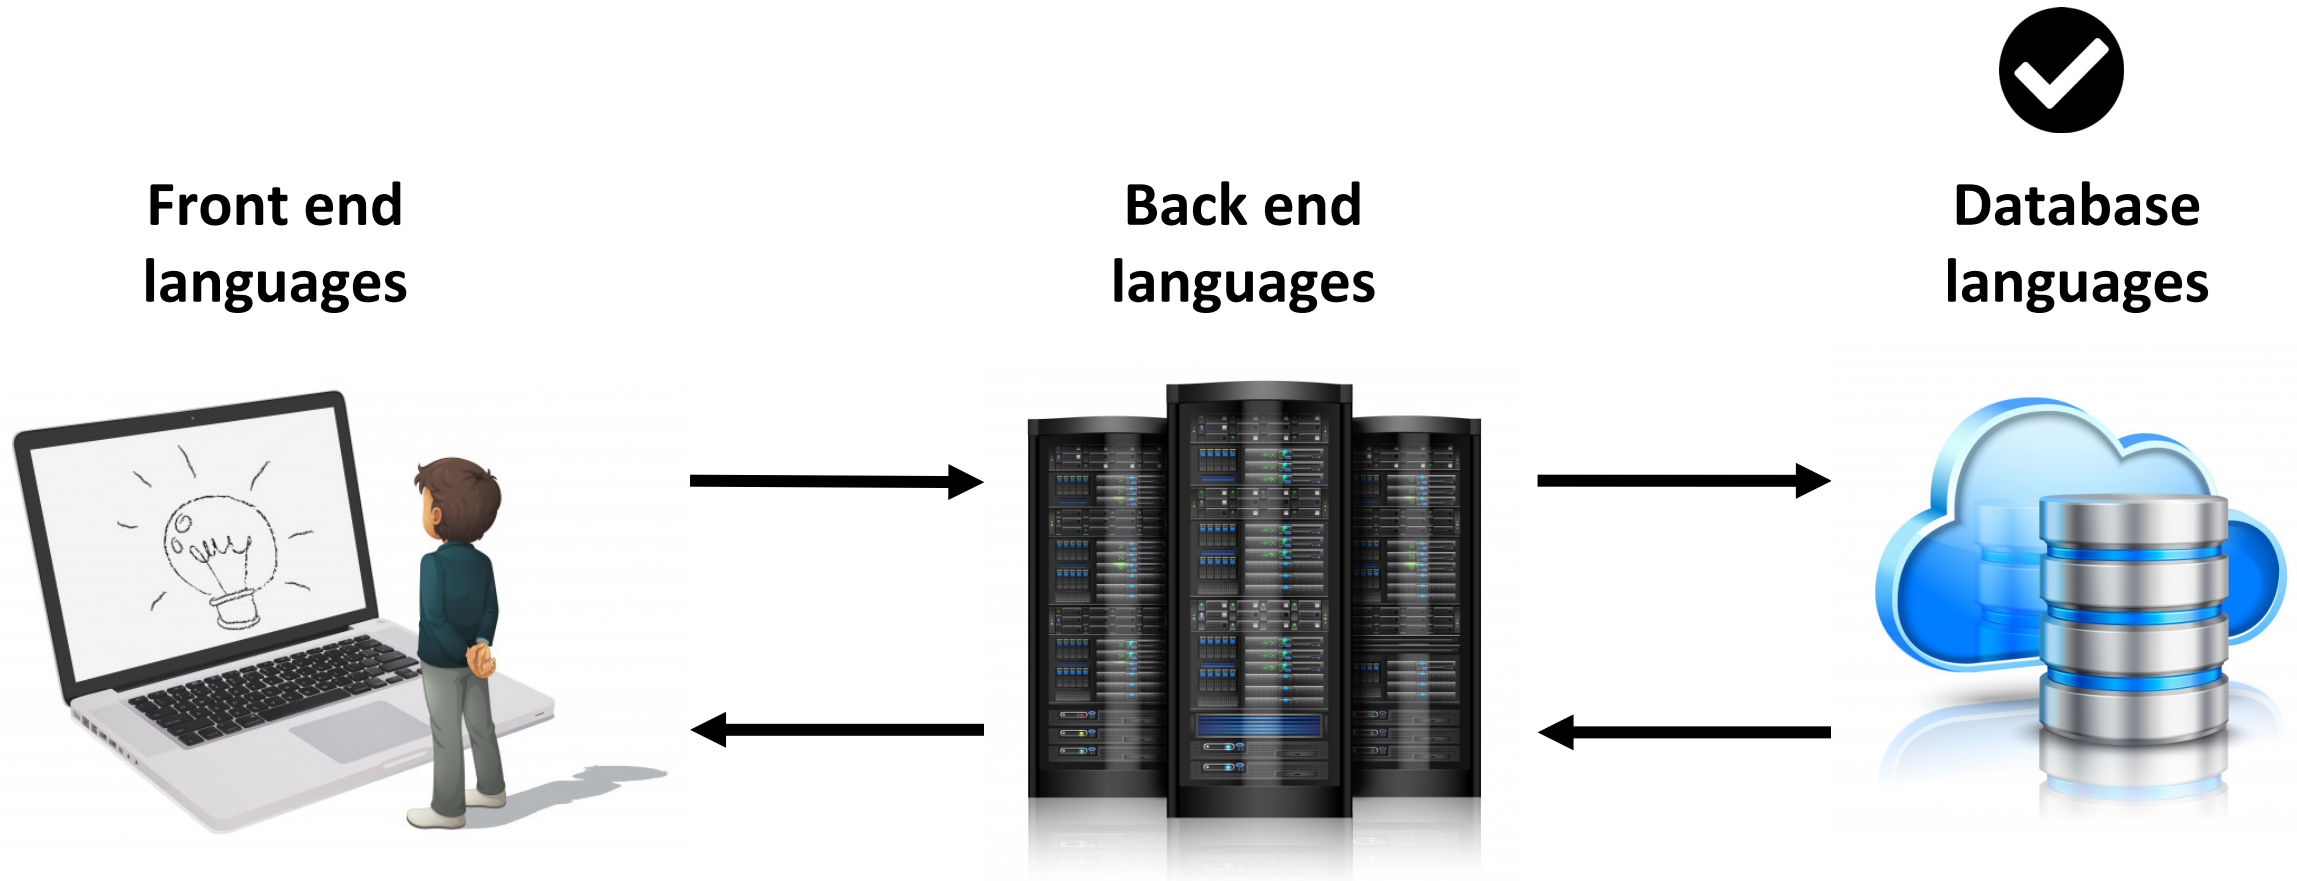 Front end
languages
Back end
languages
Database
languages